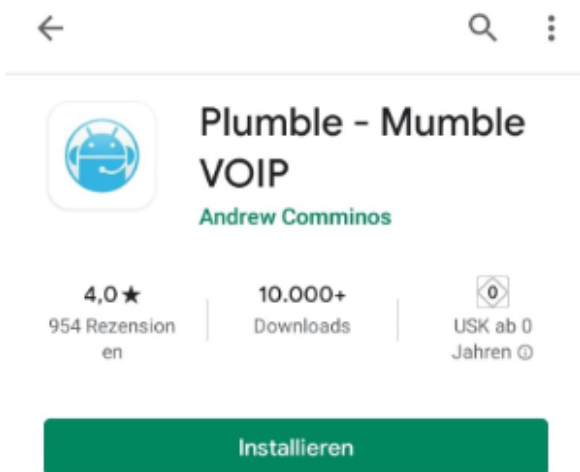 Plumble - Mumble
VOIP
Andrew Comminos
4,0★
954 Rezension
en
10.000+
Downloads
0
USK ab 0
Jahren ⓘ
Installieren